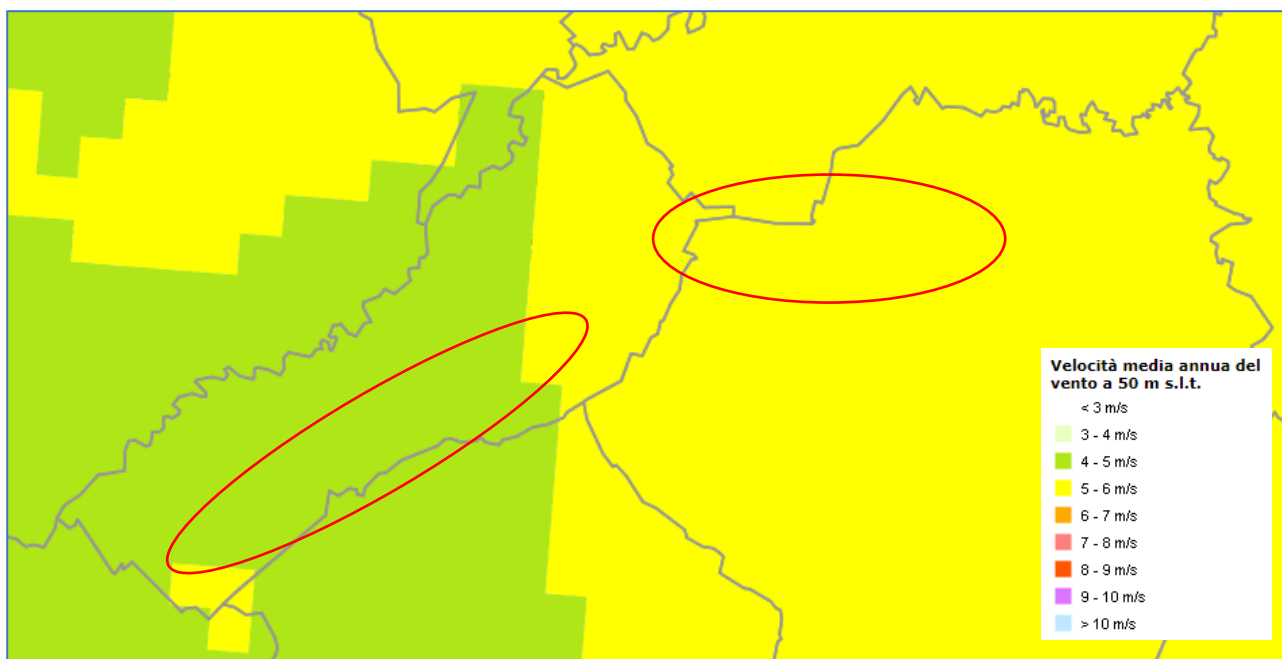 Velocità media annua del
vento a 50 m s.l.t.
< 3 m/s
3 - 4 m/s
4 - 5 m/s
5 - 6 m/s
6 - 7 m/s
7 - 8 m/s
8 - 9 m/s
9 - 10 m/s
> 10 m/s